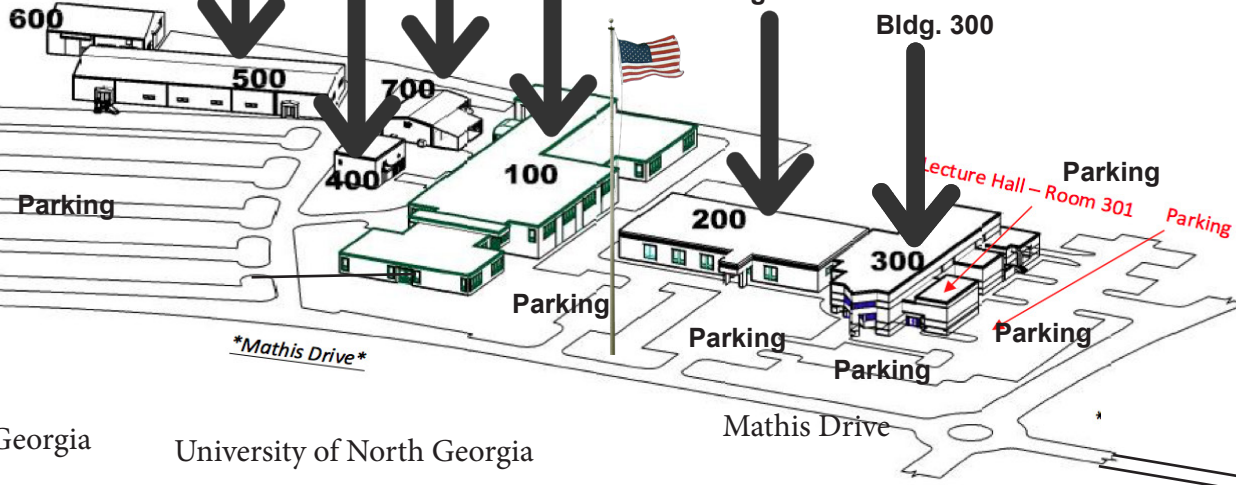 600
Bldg. 300
500
700
400
100
200
300
Parking
Lecture Hall – Room 301
Parking
Parking
Parking
Parking
Parking
Parking
*Mathis Drive*
Mathis Drive
*
Georgia
University of North Georgia